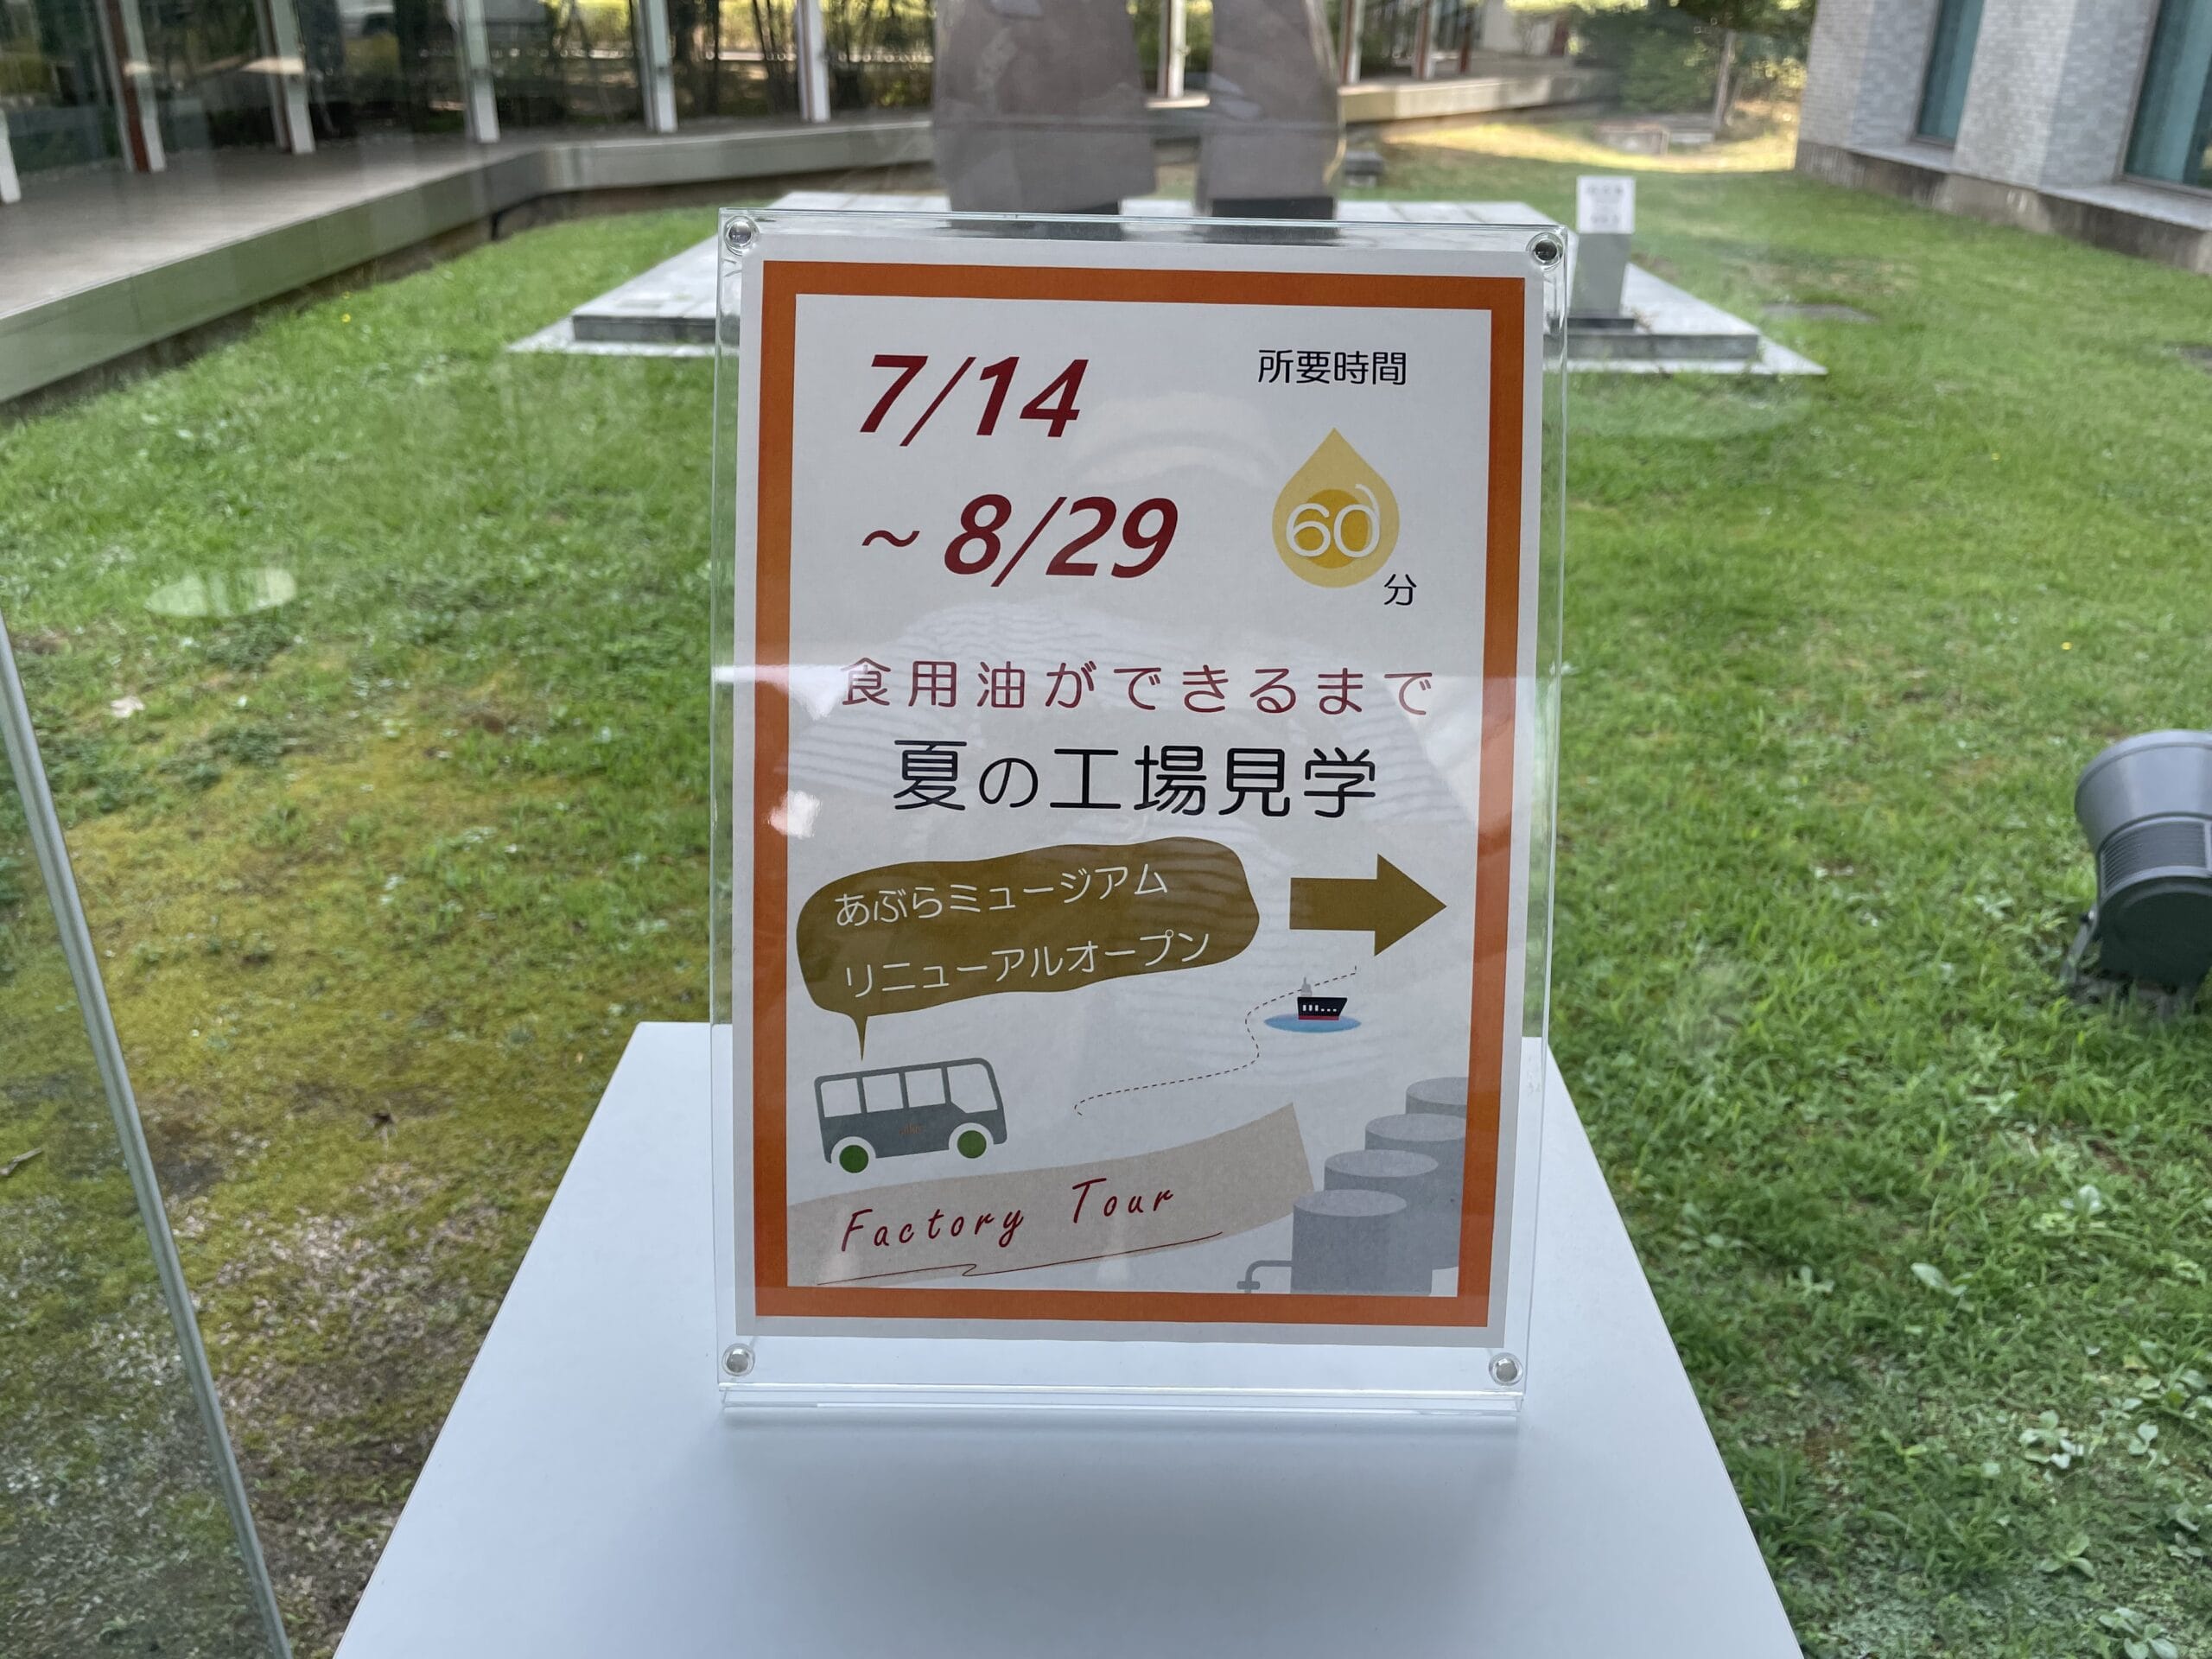 7/14
~ 8/29
所要時間
60
分
食用油ができるまで
夏の工場見学
あぶらミュージアム
リニューアルオープン
Factory Tour